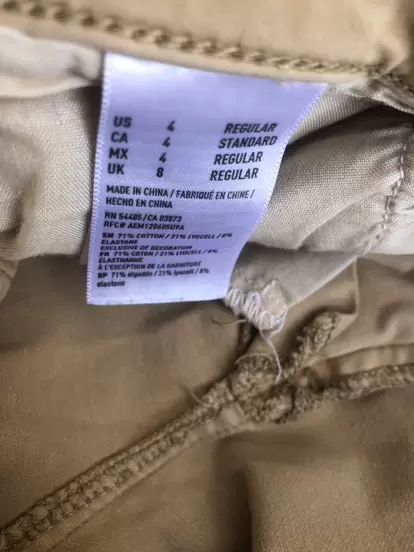 US 4 REGULAR
CA 4 STANDARD
MX 4 REGULAR
UK 8 REGULAR
MADE IN CHINA / FABRIQUÉ EN CHINE /
HECHO EN CHINA
RN 54485/CA 03873
RFC# AEM120605U9A
EN 71% COTTON / 21% LYOCELL / 8%
ELASTANE
EXCLUSIVE OF DECORATION
FR 71% COTON / 21% LYOCELL / 8%
ÉLASTHANNE
À L'EXCEPTION DE LA GARNITURE
SP 71% algodón / 21% lyocell / 8%
elastano